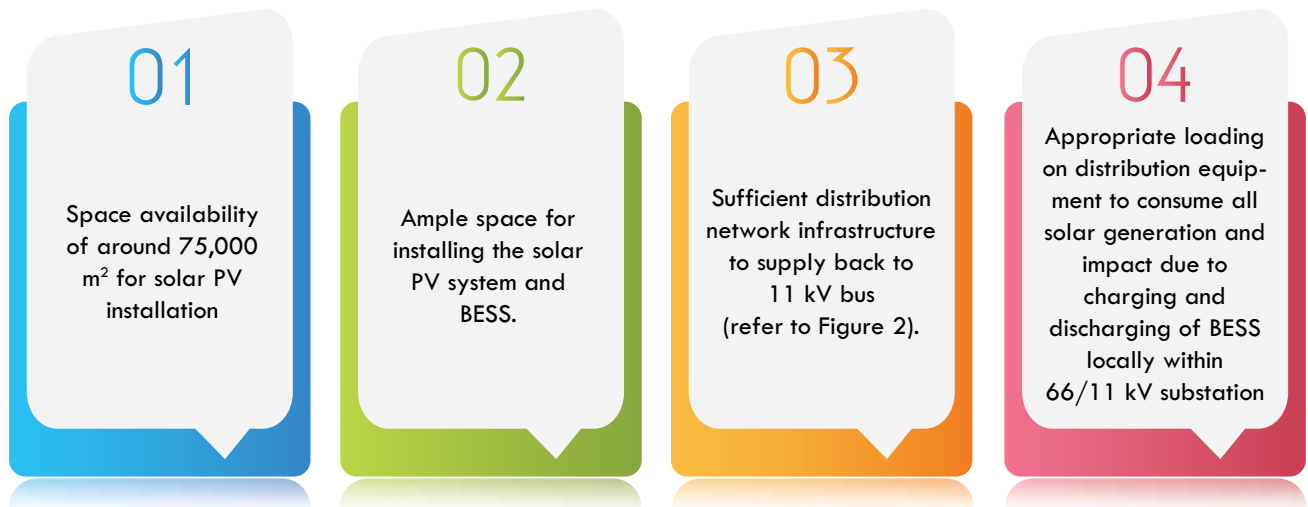 01
Space availability
of around 75,000
m² for solar PV
installation
02
Ample space for
installing the solar
PV system and
BESS.
03
Sufficient distribution
network infrastructure
to supply back to
11 kV bus
(refer to Figure 2).
04
Appropriate loading
on distribution equip-
ment to consume all
solar generation and
impact due to
charging and
discharging of BESS
locally within
66/11 kV substation